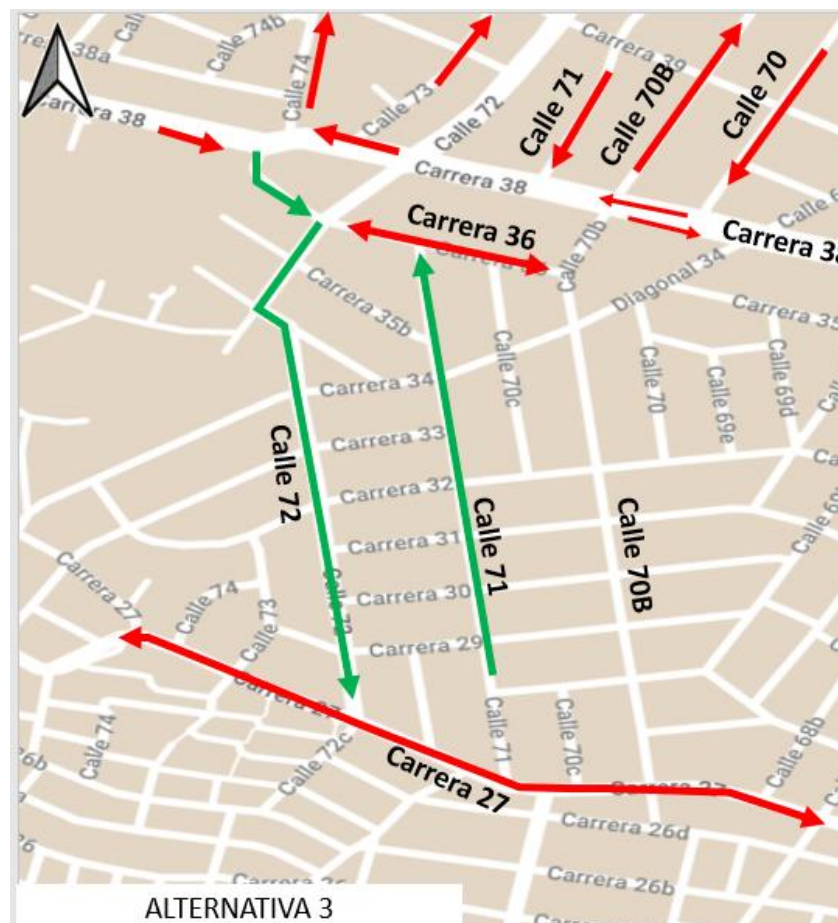 Calle 74b
Carrera 39
Calle 74
Calle 73
Calle 72
Calle 71
Calle 70B
Calle 70
Carrera 38
Carrera 38
Carrera 36
Calle 70b
Diagonal 34
Carrera 35b
Calle 70c
Carrera 34
Calle 70
Calle 69e
Calle 69d
Carrera 33
Calle 72
Carrera 32
Carrera 31
Calle 71
Calle 70B
Carrera 27
Calle 74
Calle 73
Carrera 30
Carrera 29
Carrera 27
Calle 74
Calle 72c
Calle 71
Calle 70c
Calle 68b
Carrera 27
Carrera 26d
Carrera 26b
ALTERNATIVA 3